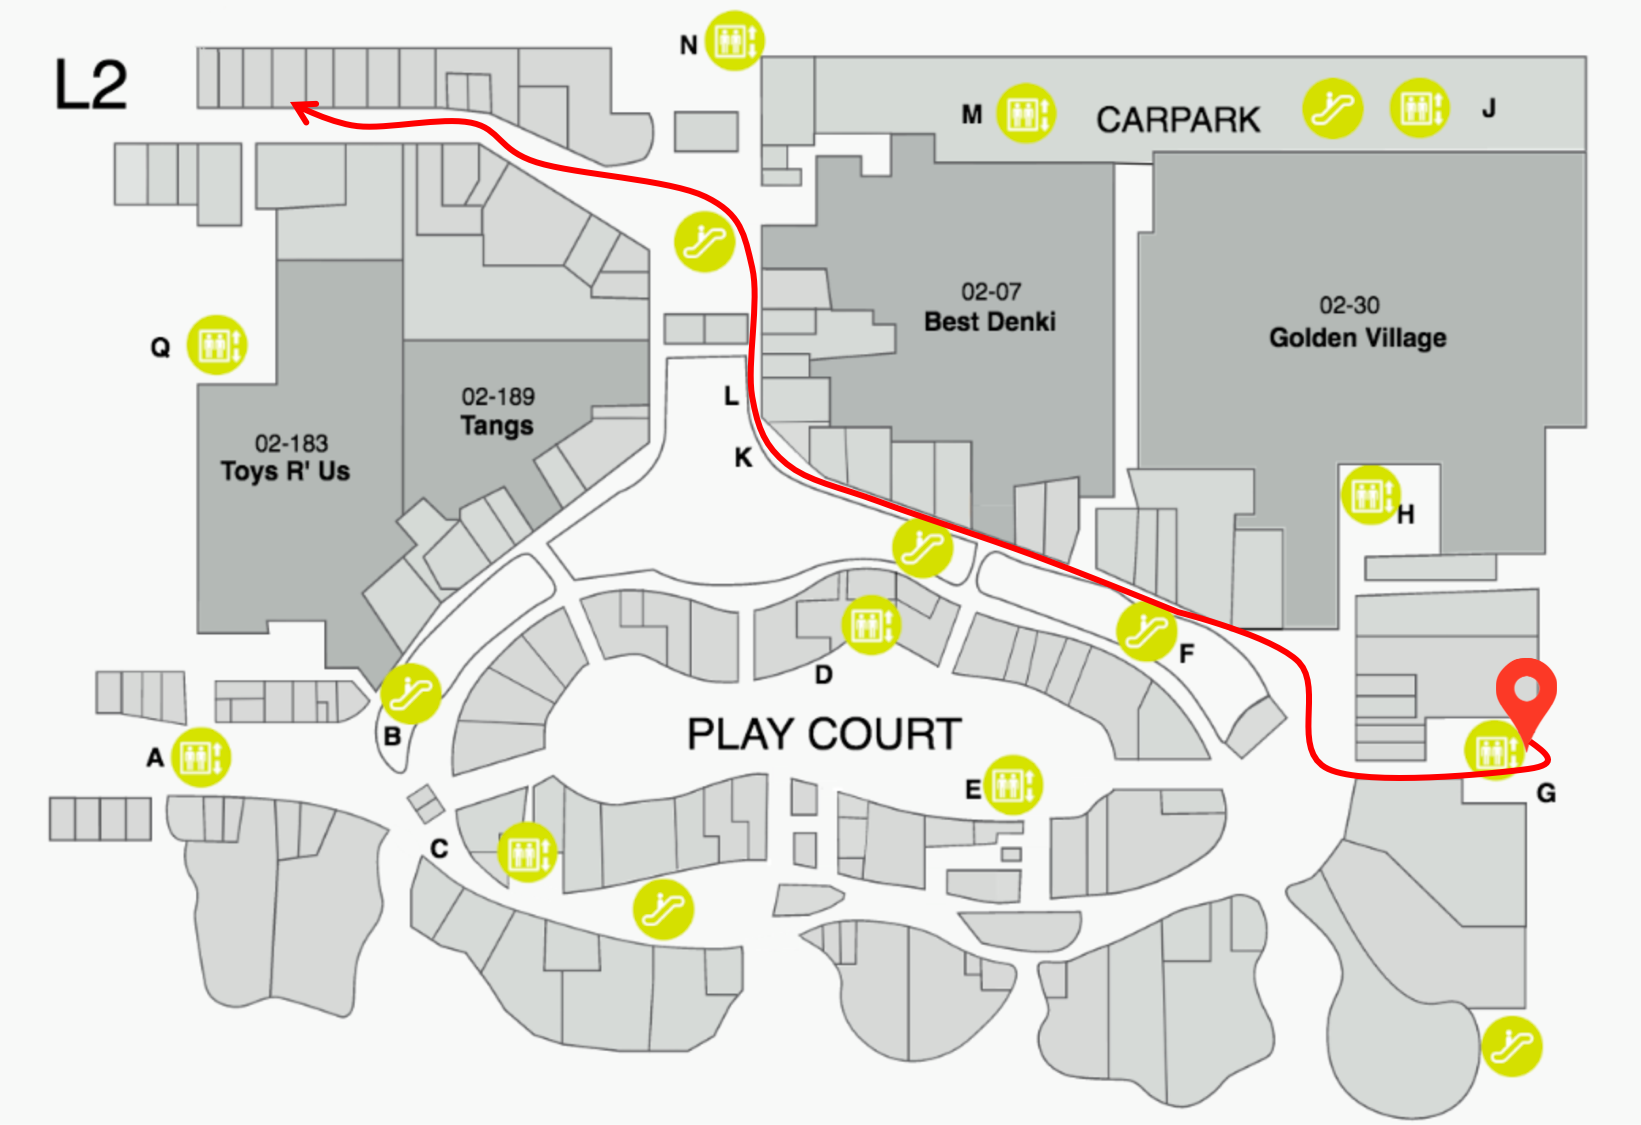 L2
N
M
CARPARK
J
02-07
Best Denki
02-30
Golden Village
Q
02-189
Tangs
L
02-183
Toys R' Us
K
H
F
D
B
PLAY COURT
A
E
G
C